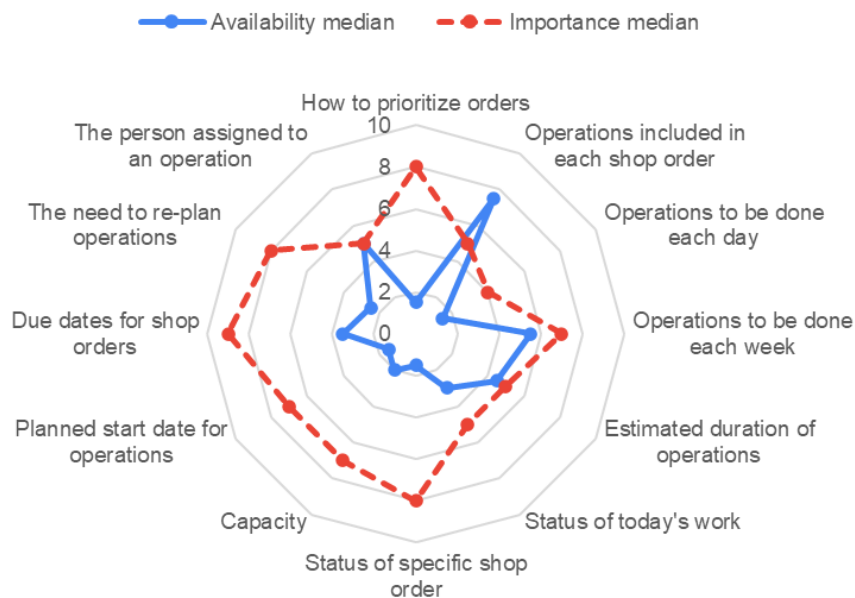 Availability median
Importance median
How to prioritize orders
Operations included in
each shop order
Operations to be done
each day
Operations to be done
each week
Estimated duration of
operations
Status of today's work
Status of specific shop
order
Capacity
Planned start date for
operations
Due dates for shop
orders
The need to re-plan
operations
The person assigned to
an operation
10
8
6
4
2
0